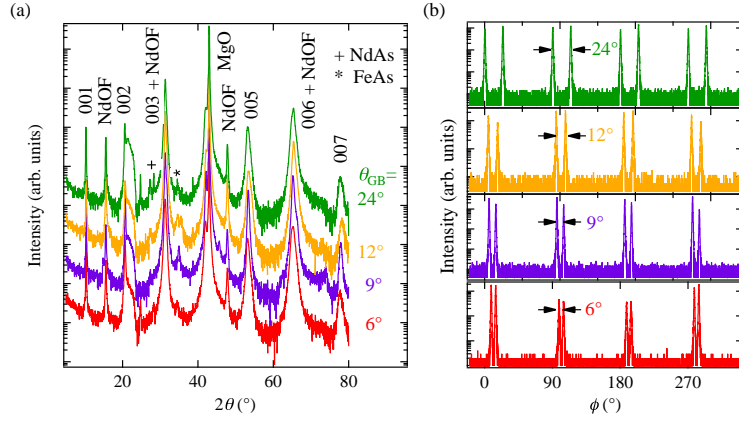 (a)
Intensity (arb. units)
001
NdOF
002
003 + NdOF
MgO
NdOF
005
006 + NdOF
007
+ NdAs
* FeAs
+
*
θGB=
24°
12°
9°
6°
20
40
60
80
2θ (°)
(b)
Intensity (arb. units)
24°
12°
9°
6°
0
90
180
270
ϕ (°)